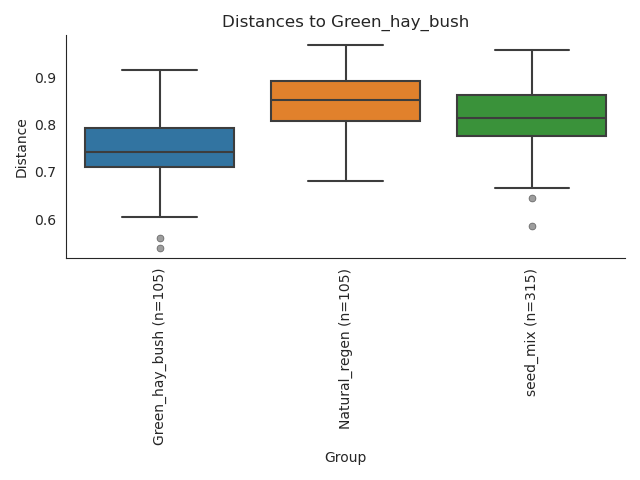 Distances to Green_hay_bush
Distance
0.9
0.8
0.7
0.6
Green_hay_bush (n=105)
Natural_regen (n=105)
seed_mix (n=315)
Group